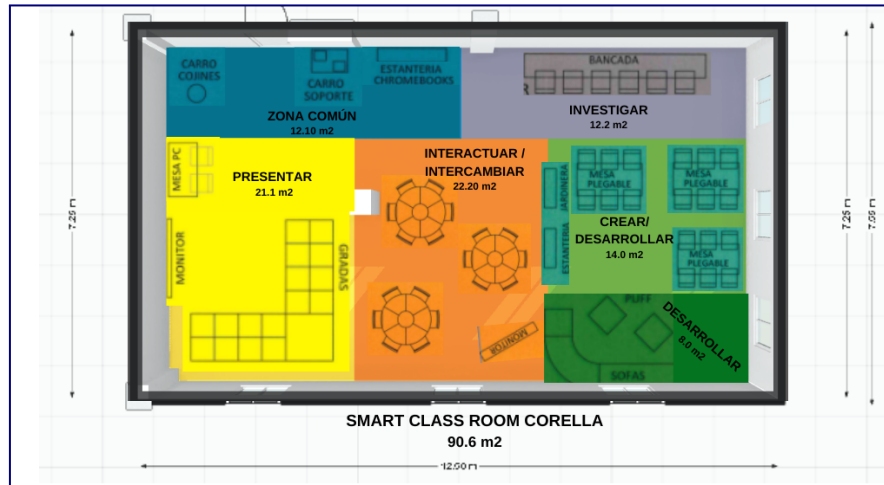 CARRO
COJINES
CARRO
SOPORTE
ESTANTERIA
CHROMEBOOKS
ZONA COMÚN
12.10 m2
BANCADA
INVESTIGAR
12.2 m2
MESA PC
PRESENTAR
21.1 m2
MONITOR
GRADAS
INTERACTUAR /
INTERCAMBIAR
22.20 m2
MONITOR
JARDINERA
ESTANTERIA
MESA
PLEGABLE
MESA
PLEGABLE
CREAR/
DESARROLLAR
14.0 m2
MESA
PLEGABLE
PUFF
DESARROLLAR
8.0 m2
SOFAS
7.25 m
7.25 m
SMART CLASS ROOM CORELLA
90.6 m2